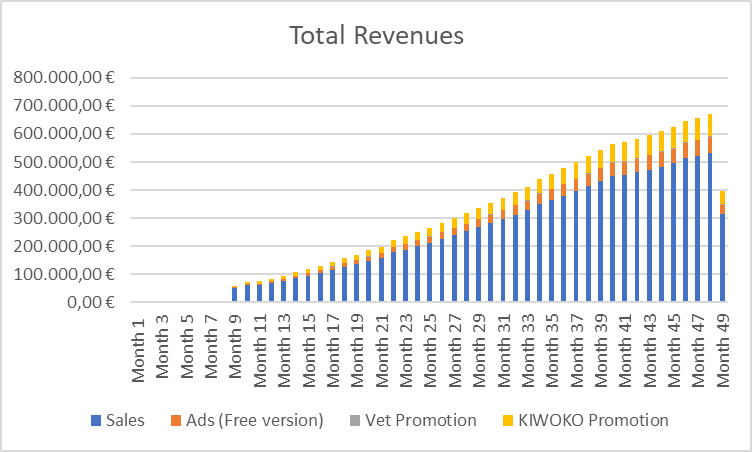 Total Revenues
800.000,00 €
700.000,00 €
600.000,00 €
500.000,00 €
400.000,00 €
300.000,00 €
200.000,00 €
100.000,00 €
0,00 €
Month 1
Month 3
Month 5
Month 7
Month 9
Month 11
Month 13
Month 15
Month 17
Month 19
Month 21
Month 23
Month 25
Month 27
Month 29
Month 31
Month 33
Month 35
Month 37
Month 39
Month 41
Month 43
Month 45
Month 47
Month 49
Sales
Ads (Free version)
Vet Promotion
KIWOKO Promotion